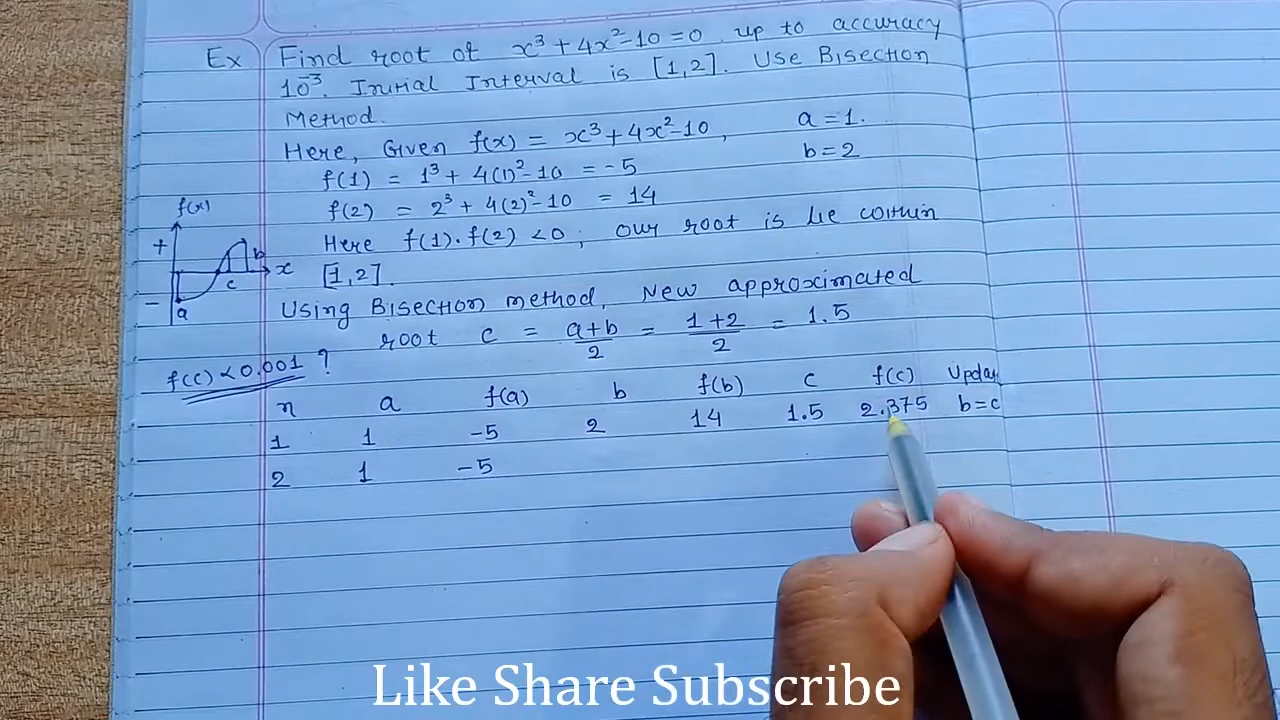 Ex Find root of x³ + 4x² - 10 = 0 up to accuracy
10⁻³. Initial Interval is [1,2]. Use Bisection
Method.
Here, Given f(x) = x³ + 4x² - 10, a = 1.
b = 2
f(1) = 1³ + 4(1)² - 10 = -5
f(2) = 2³ + 4(2)² - 10 = 14
Here f(1).f(2) < 0; our root is lie within
[1,2].
f(x)
+
b
x
c
-
a
Using Bisection method, New approximated
root c = a+b/2 = 1+2/2 = 1.5
f(c) < 0.001 ?
n a f(a) b f(b) c f(c) Updat
1 1 -5 2 14 1.5 2.375 b=c
2 1 -5
Like Share Subscribe